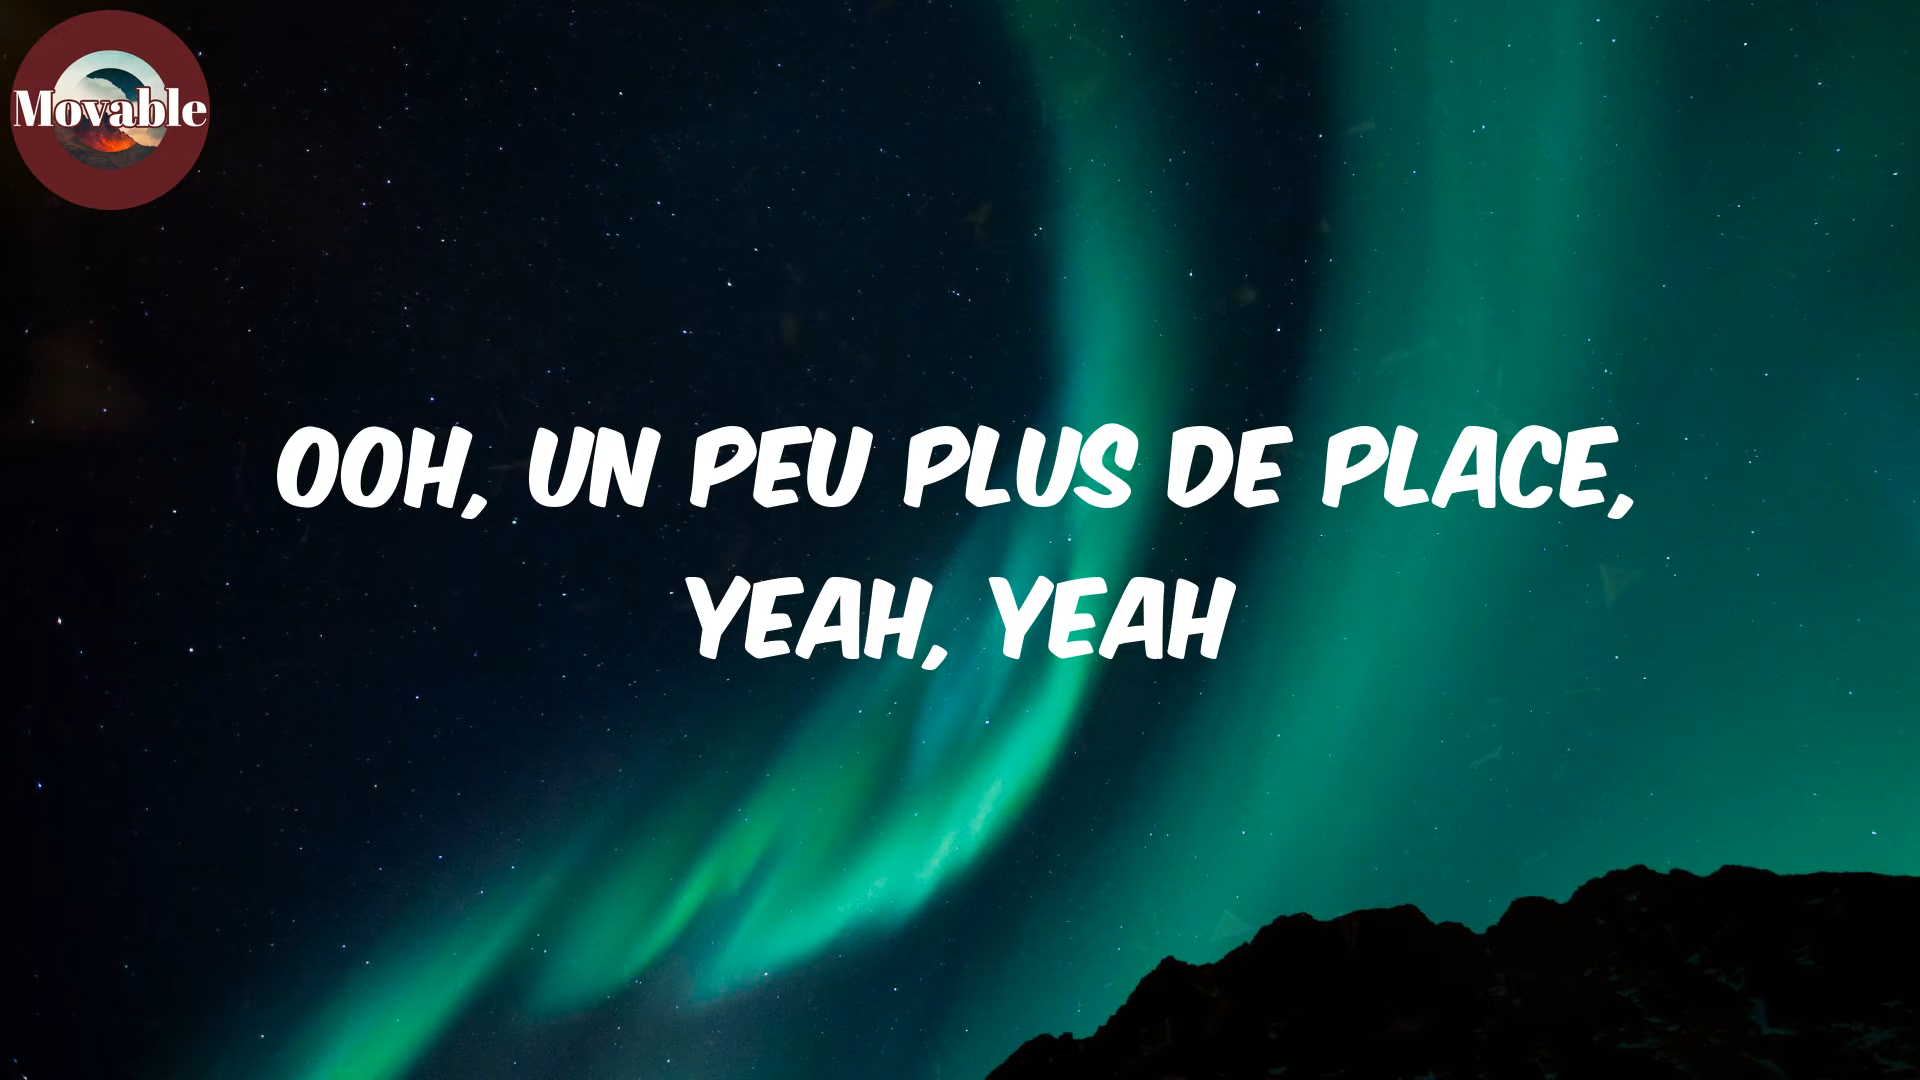 Movable
OOH, UN PEU PLUS DE PLACE,
YEAH, YEAH